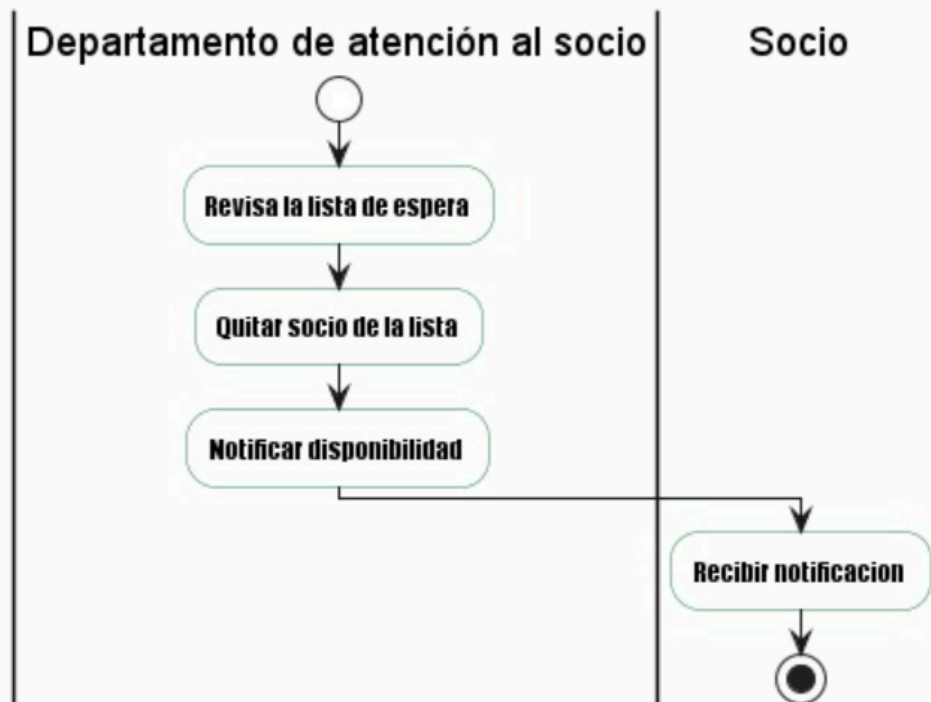 Departamento de atención al socio
Socio
Revisa la lista de espera
Quitar socio de la lista
Notificar disponibilidad
Recibir notificacion